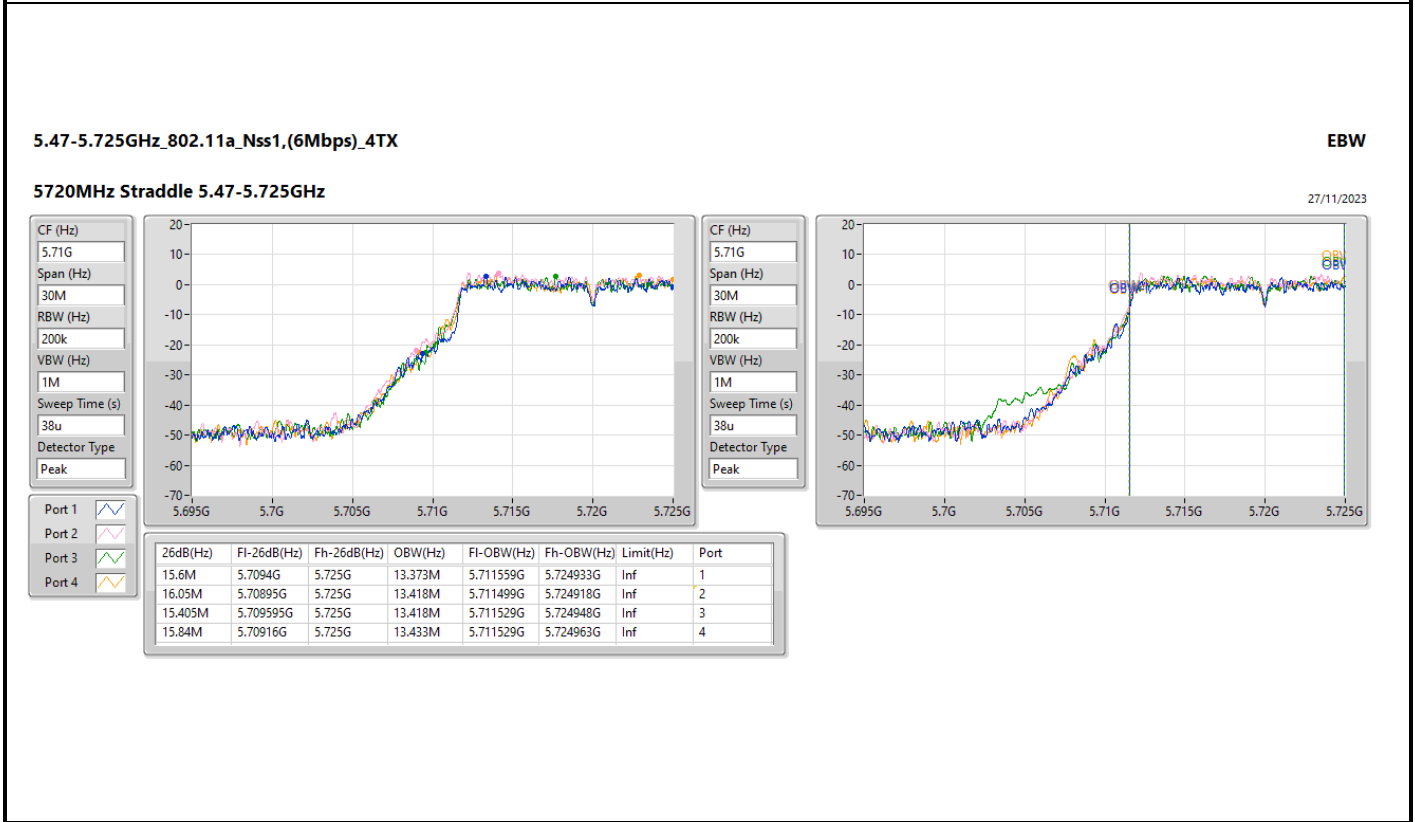 5.47-5.725GHz_802.11a_Nss1,(6Mbps)_4TX
EBW
5720MHz Straddle 5.47-5.725GHz
27/11/2023
CF (Hz)
5.71G
Span (Hz)
30M
RBW (Hz)
200k
VBW (Hz)
1M
Sweep Time (s)
38u
Detector Type
Peak
20
10
0
-10
-20
-30
-40
-50
-60
-70
5.695G 5.7G 5.705G 5.71G 5.715G 5.72G 5.725G
CF (Hz)
5.71G
Span (Hz)
30M
RBW (Hz)
200k
VBW (Hz)
1M
Sweep Time (s)
38u
Detector Type
Peak
20
10
0
-10
-20
-30
-40
-50
-60
-70
OBW
OBV
5.695G 5.7G 5.705G 5.71G 5.715G 5.72G 5.725G
Port 1
Port 2
Port 3
Port 4
26dB(Hz) Fl-26dB(Hz) Fh-26dB(Hz) OBW(Hz) Fl-OBW(Hz) Fh-OBW(Hz) Limit(Hz) Port
15.6M 5.7094G 5.725G 13.373M 5.711559G 5.724933G Inf 1
16.05M 5.70895G 5.725G 13.418M 5.711499G 5.724918G Inf 2
15.405M 5.709595G 5.725G 13.418M 5.711529G 5.724948G Inf 3
15.84M 5.70916G 5.725G 13.433M 5.711529G 5.724963G Inf 4